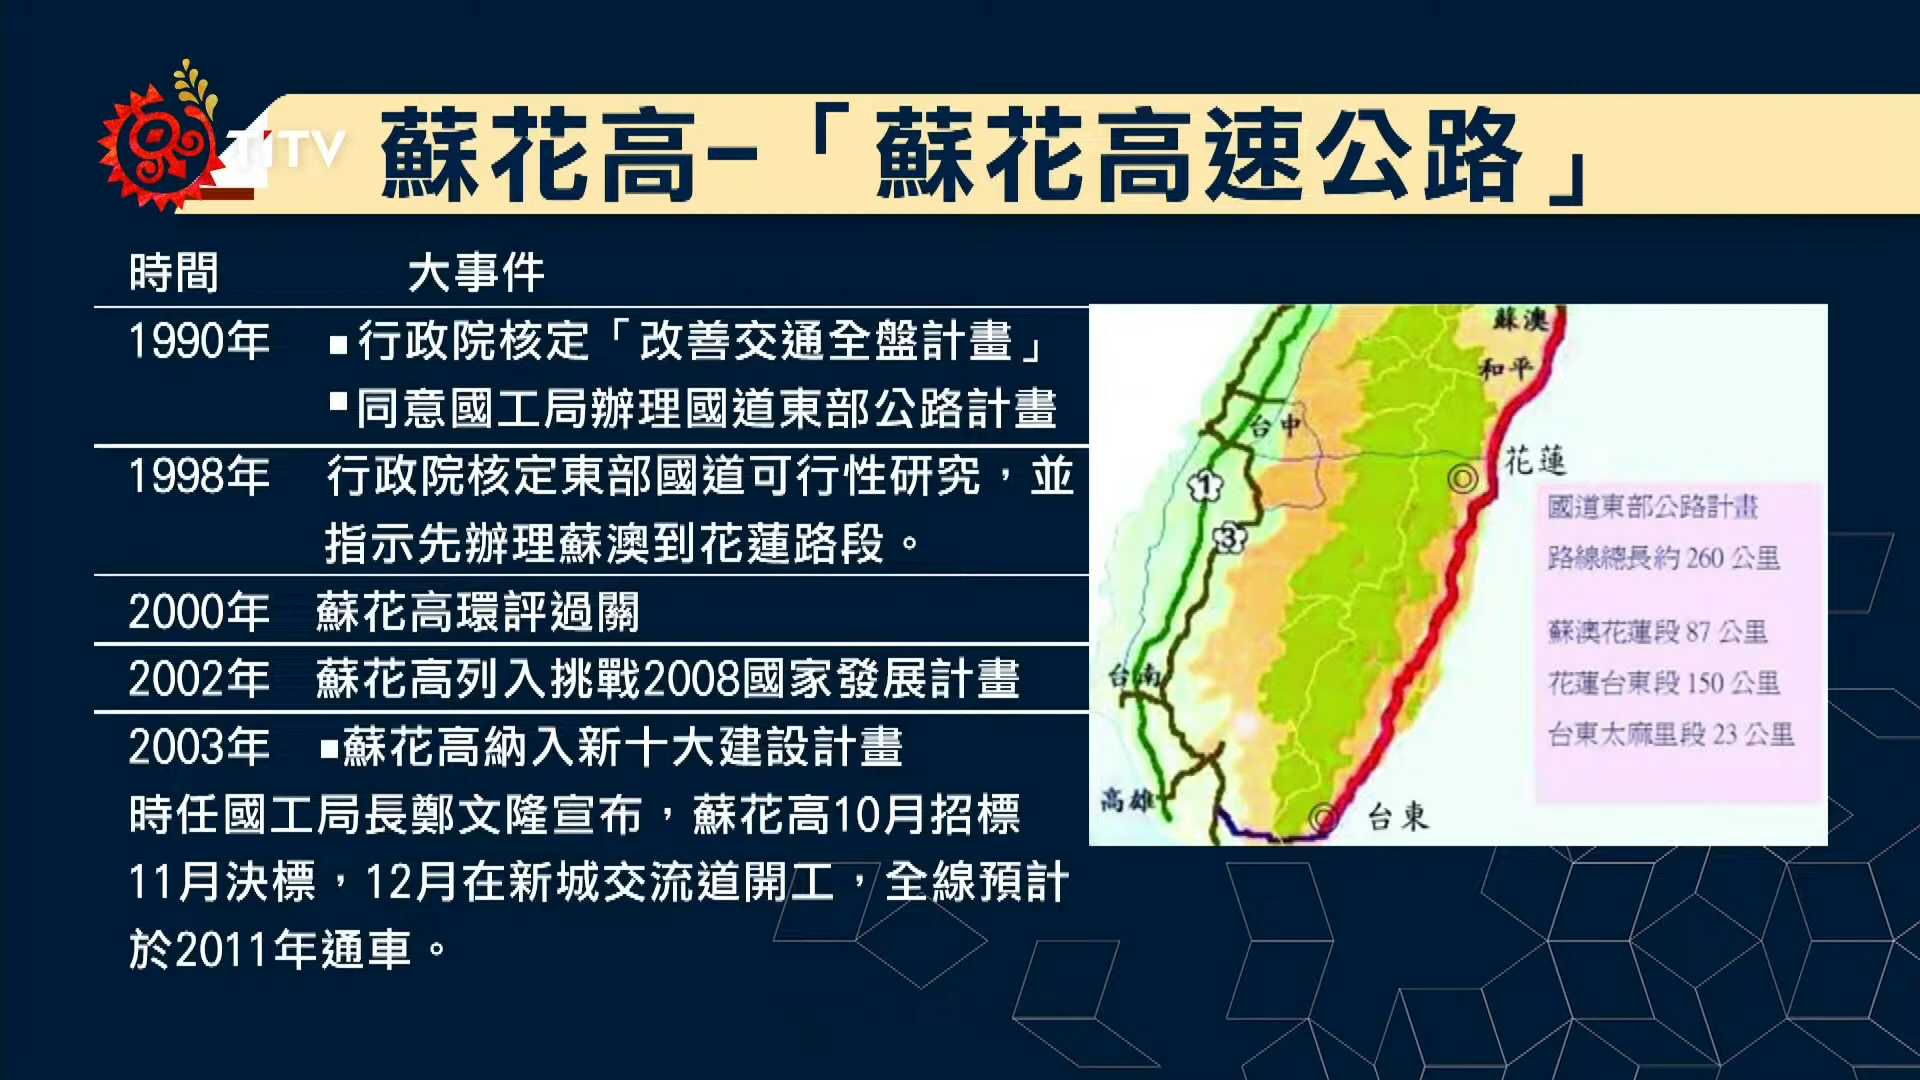 TiTV
蘇花高-「蘇花高速公路」
時間 大事件
1990年 ▪行政院核定「改善交通全盤計畫」
▪同意國工局辦理國道東部公路計畫
1998年 行政院核定東部國道可行性研究，並
指示先辦理蘇澳到花蓮路段。
2000年 蘇花高環評過關
2002年 蘇花高列入挑戰2008國家發展計畫
2003年 ▪蘇花高納入新十大建設計畫
時任國工局長鄭文隆宣布，蘇花高10月招標
11月決標，12月在新城交流道開工，全線預計
於2011年通車。
蘇澳
和平
台中
花蓮
1
3
台南
高雄
台東
國道東部公路計畫
路線總長約 260 公里
蘇澳花蓮段 87 公里
花蓮台東段 150 公里
台東太麻里段 23 公里